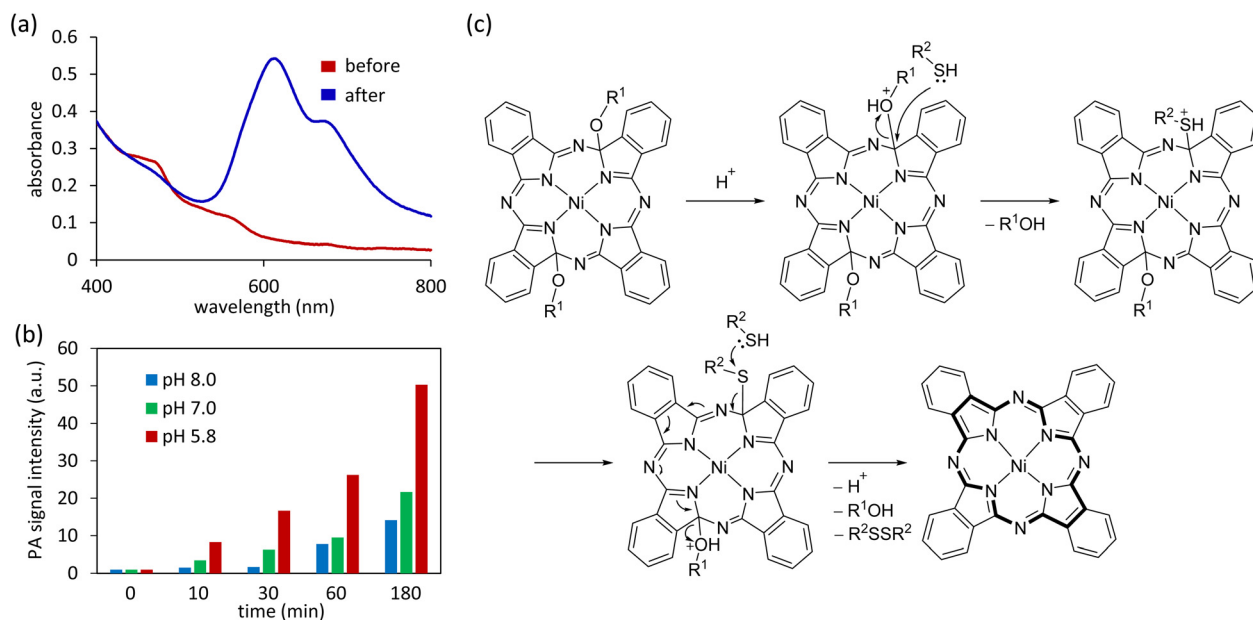 (a)
0.6
0.5
0.4
0.3
0.2
0.1
0
absorbance
before
after
400
600
800
wavelength (nm)
(b)
60
50
40
30
20
10
0
PA signal intensity (a.u.)
pH 8.0
pH 7.0
pH 5.8
0 10 30 60 180
time (min)
(c)
R¹
O
N
N N
N Ni N
N N
N
O
R¹
H⁺
R²
SH
R¹
HO⁺
N
N N
N Ni N
N N
N
O
R¹
– R¹OH
R²-SH⁺
N
N N
N Ni N
N N
N
O
R¹
R²
SH
R² S
N
N N
N Ni N
N N
N
⁺OH
R¹
– H⁺
– R¹OH
– R²SSR²
N
N N
N Ni N
N N
N